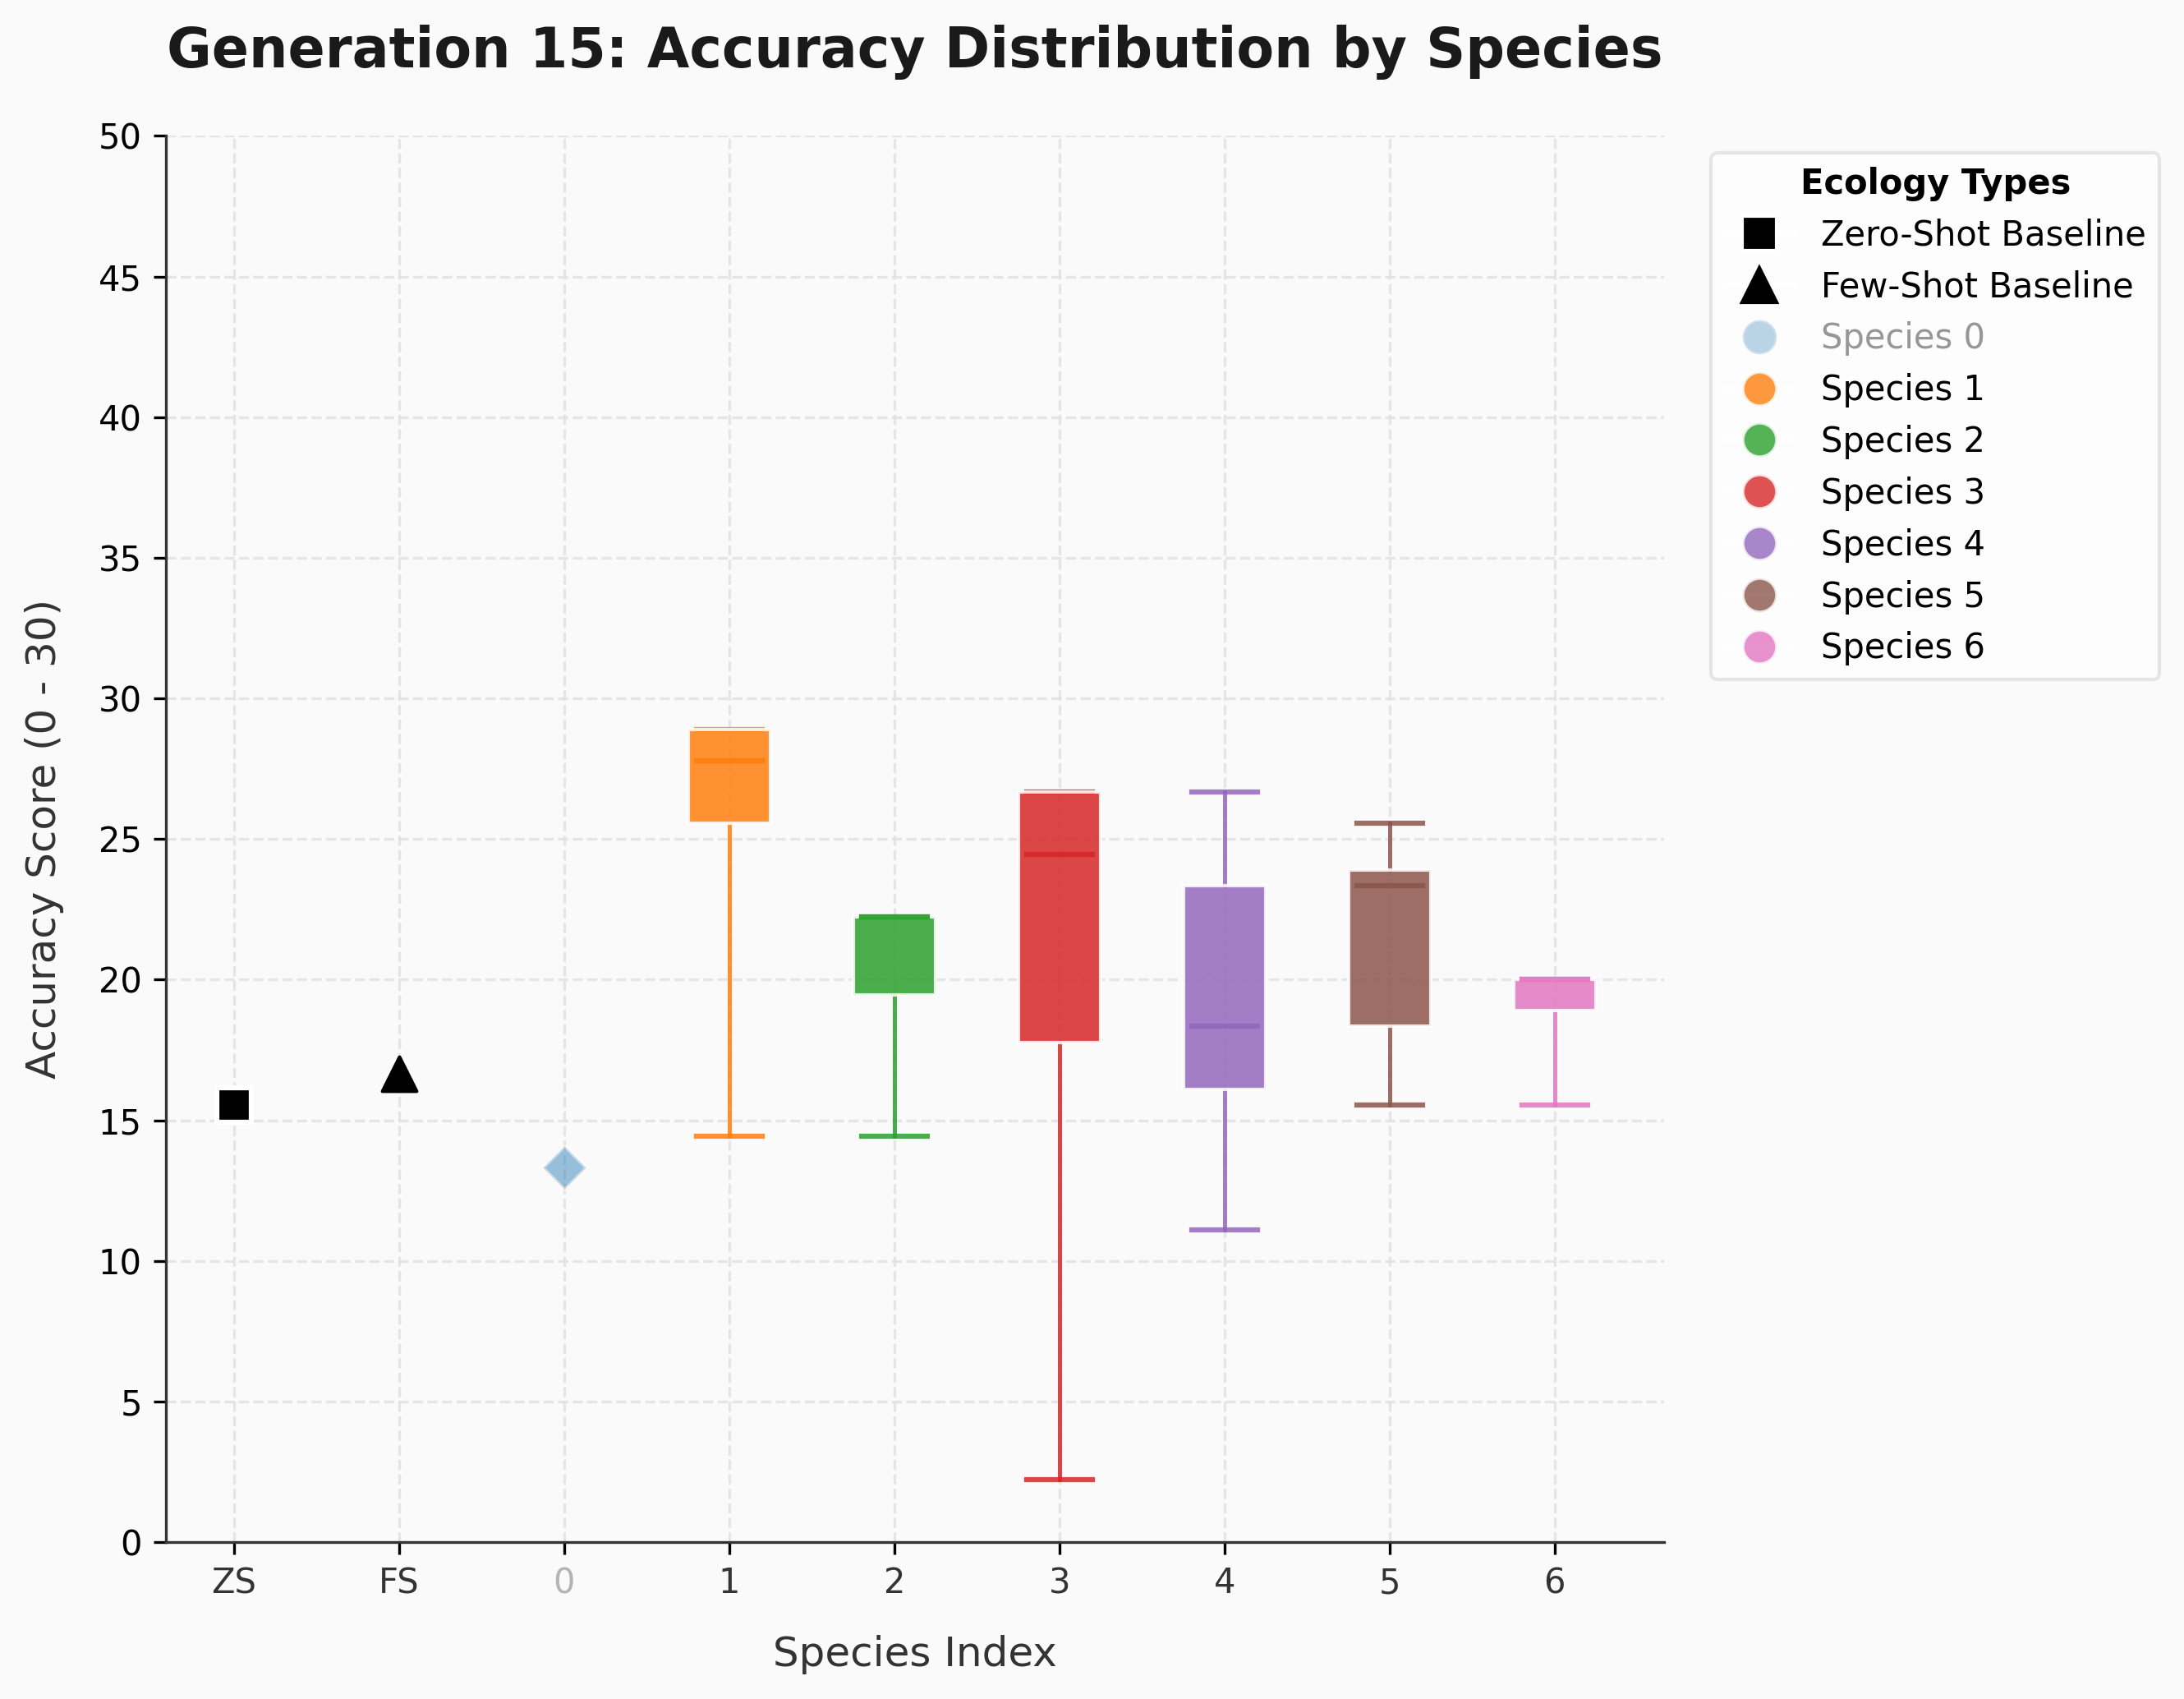 Generation 15: Accuracy Distribution by Species
50
45
40
35
30
25
20
15
10
5
0
Accuracy Score (0 - 30)
ZS FS 0 1 2 3 4 5 6
Species Index
Ecology Types
Zero-Shot Baseline
Few-Shot Baseline
Species 0
Species 1
Species 2
Species 3
Species 4
Species 5
Species 6